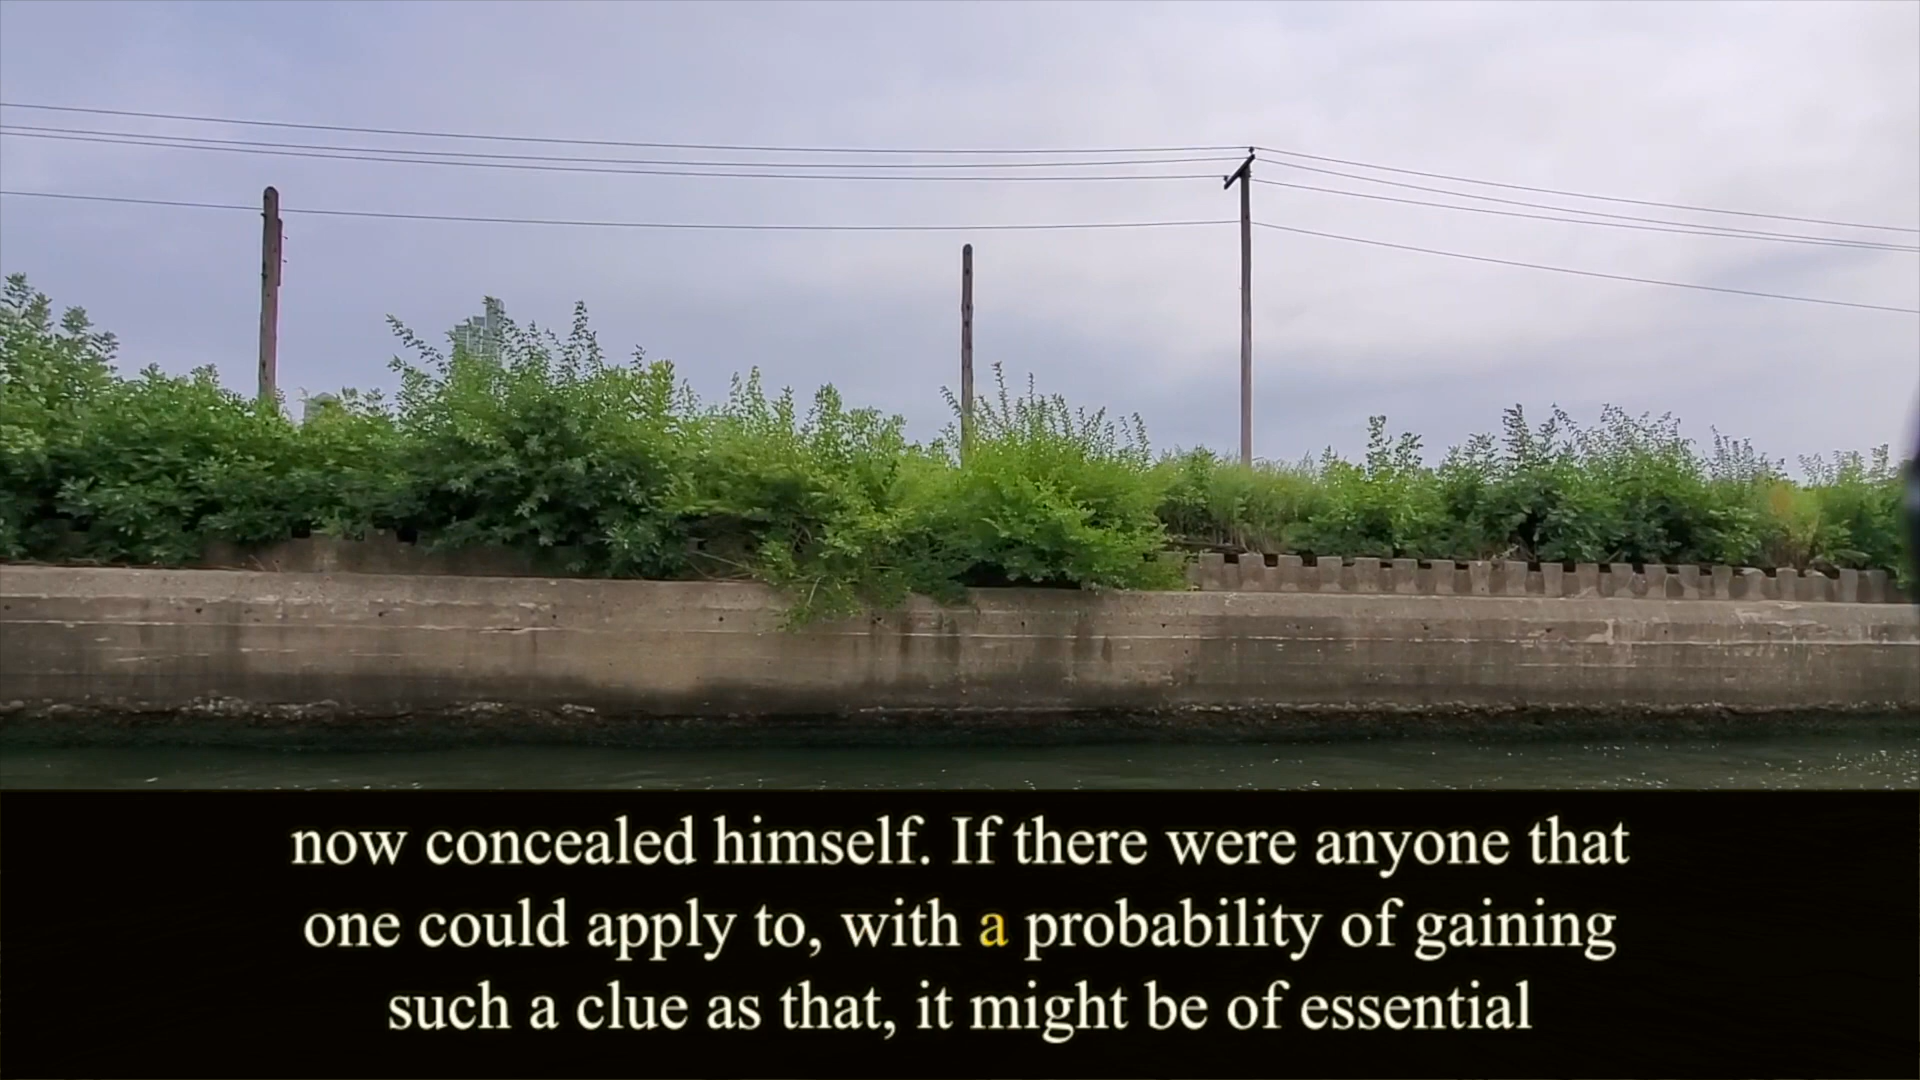 now concealed himself. If there were anyone that
one could apply to, with a probability of gaining
such a clue as that, it might be of essential